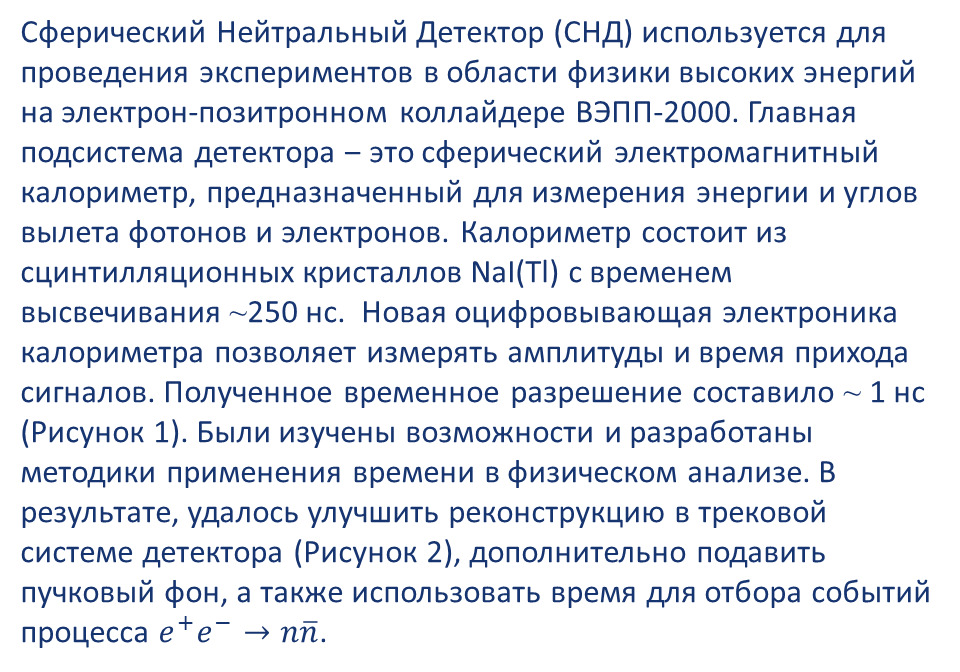 Сферический Нейтральный Детектор (СНД) используется для
проведения экспериментов в области физики высоких энергий
на электрон-позитронном коллайдере ВЭПП-2000. Главная
подсистема детектора – это сферический электромагнитный
калориметр, предназначенный для измерения энергии и углов
вылета фотонов и электронов. Калориметр состоит из
сцинтилляционных кристаллов NaI(Tl) с временем
высвечивания ~250 нс. Новая оцифровывающая электроника
калориметра позволяет измерять амплитуды и время прихода
сигналов. Полученное временное разрешение составило ~ 1 нс
(Рисунок 1). Были изучены возможности и разработаны
методики применения времени в физическом анализе. В
результате, удалось улучшить реконструкцию в трековой
системе детектора (Рисунок 2), дополнительно подавить
пучковый фон, а также использовать время для отбора событий
процесса e⁺e⁻ → nn̅.